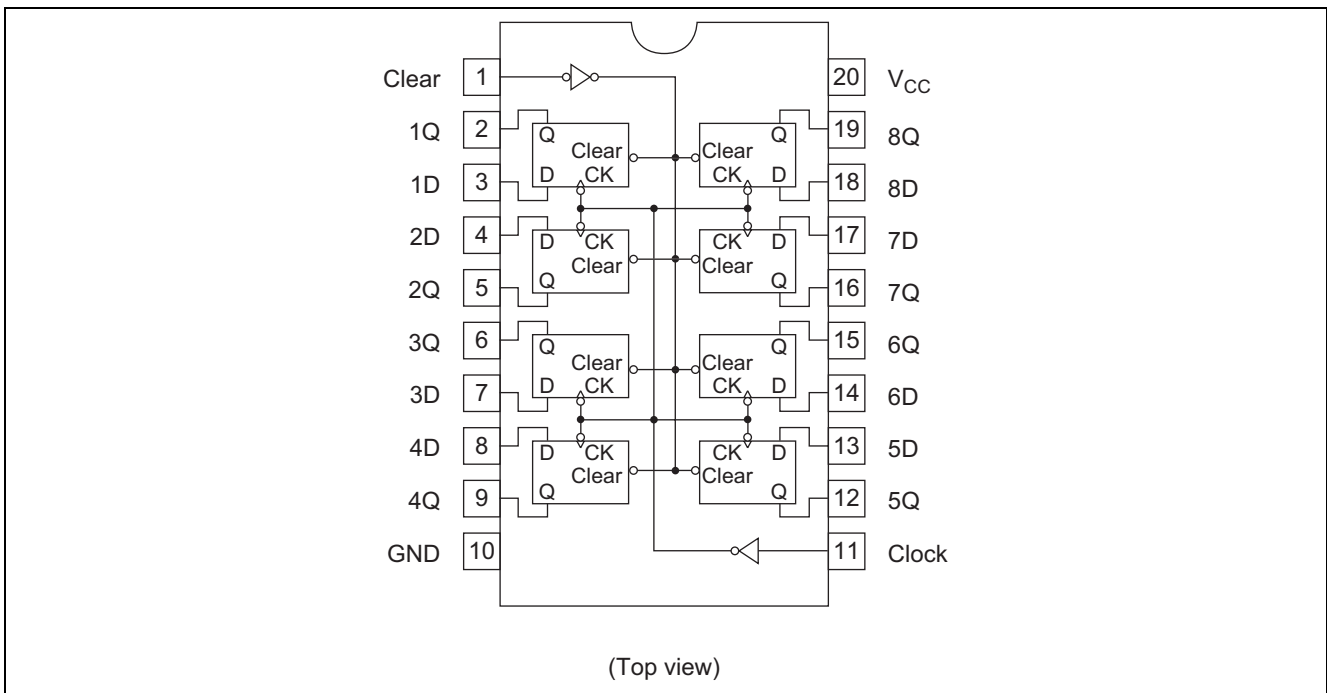 Clear 1 20 VCC
1Q 2 Q Clear Clear Q 19 8Q
1D 3 D CK CK D 18 8D
2D 4 D CK CK D 17 7D
2Q 5 Q Clear Clear Q 16 7Q
3Q 6 Q Clear Clear Q 15 6Q
3D 7 D CK CK D 14 6D
4D 8 D CK CK D 13 5D
4Q 9 Q Clear Clear Q 12 5Q
GND 10 11 Clock
(Top view)